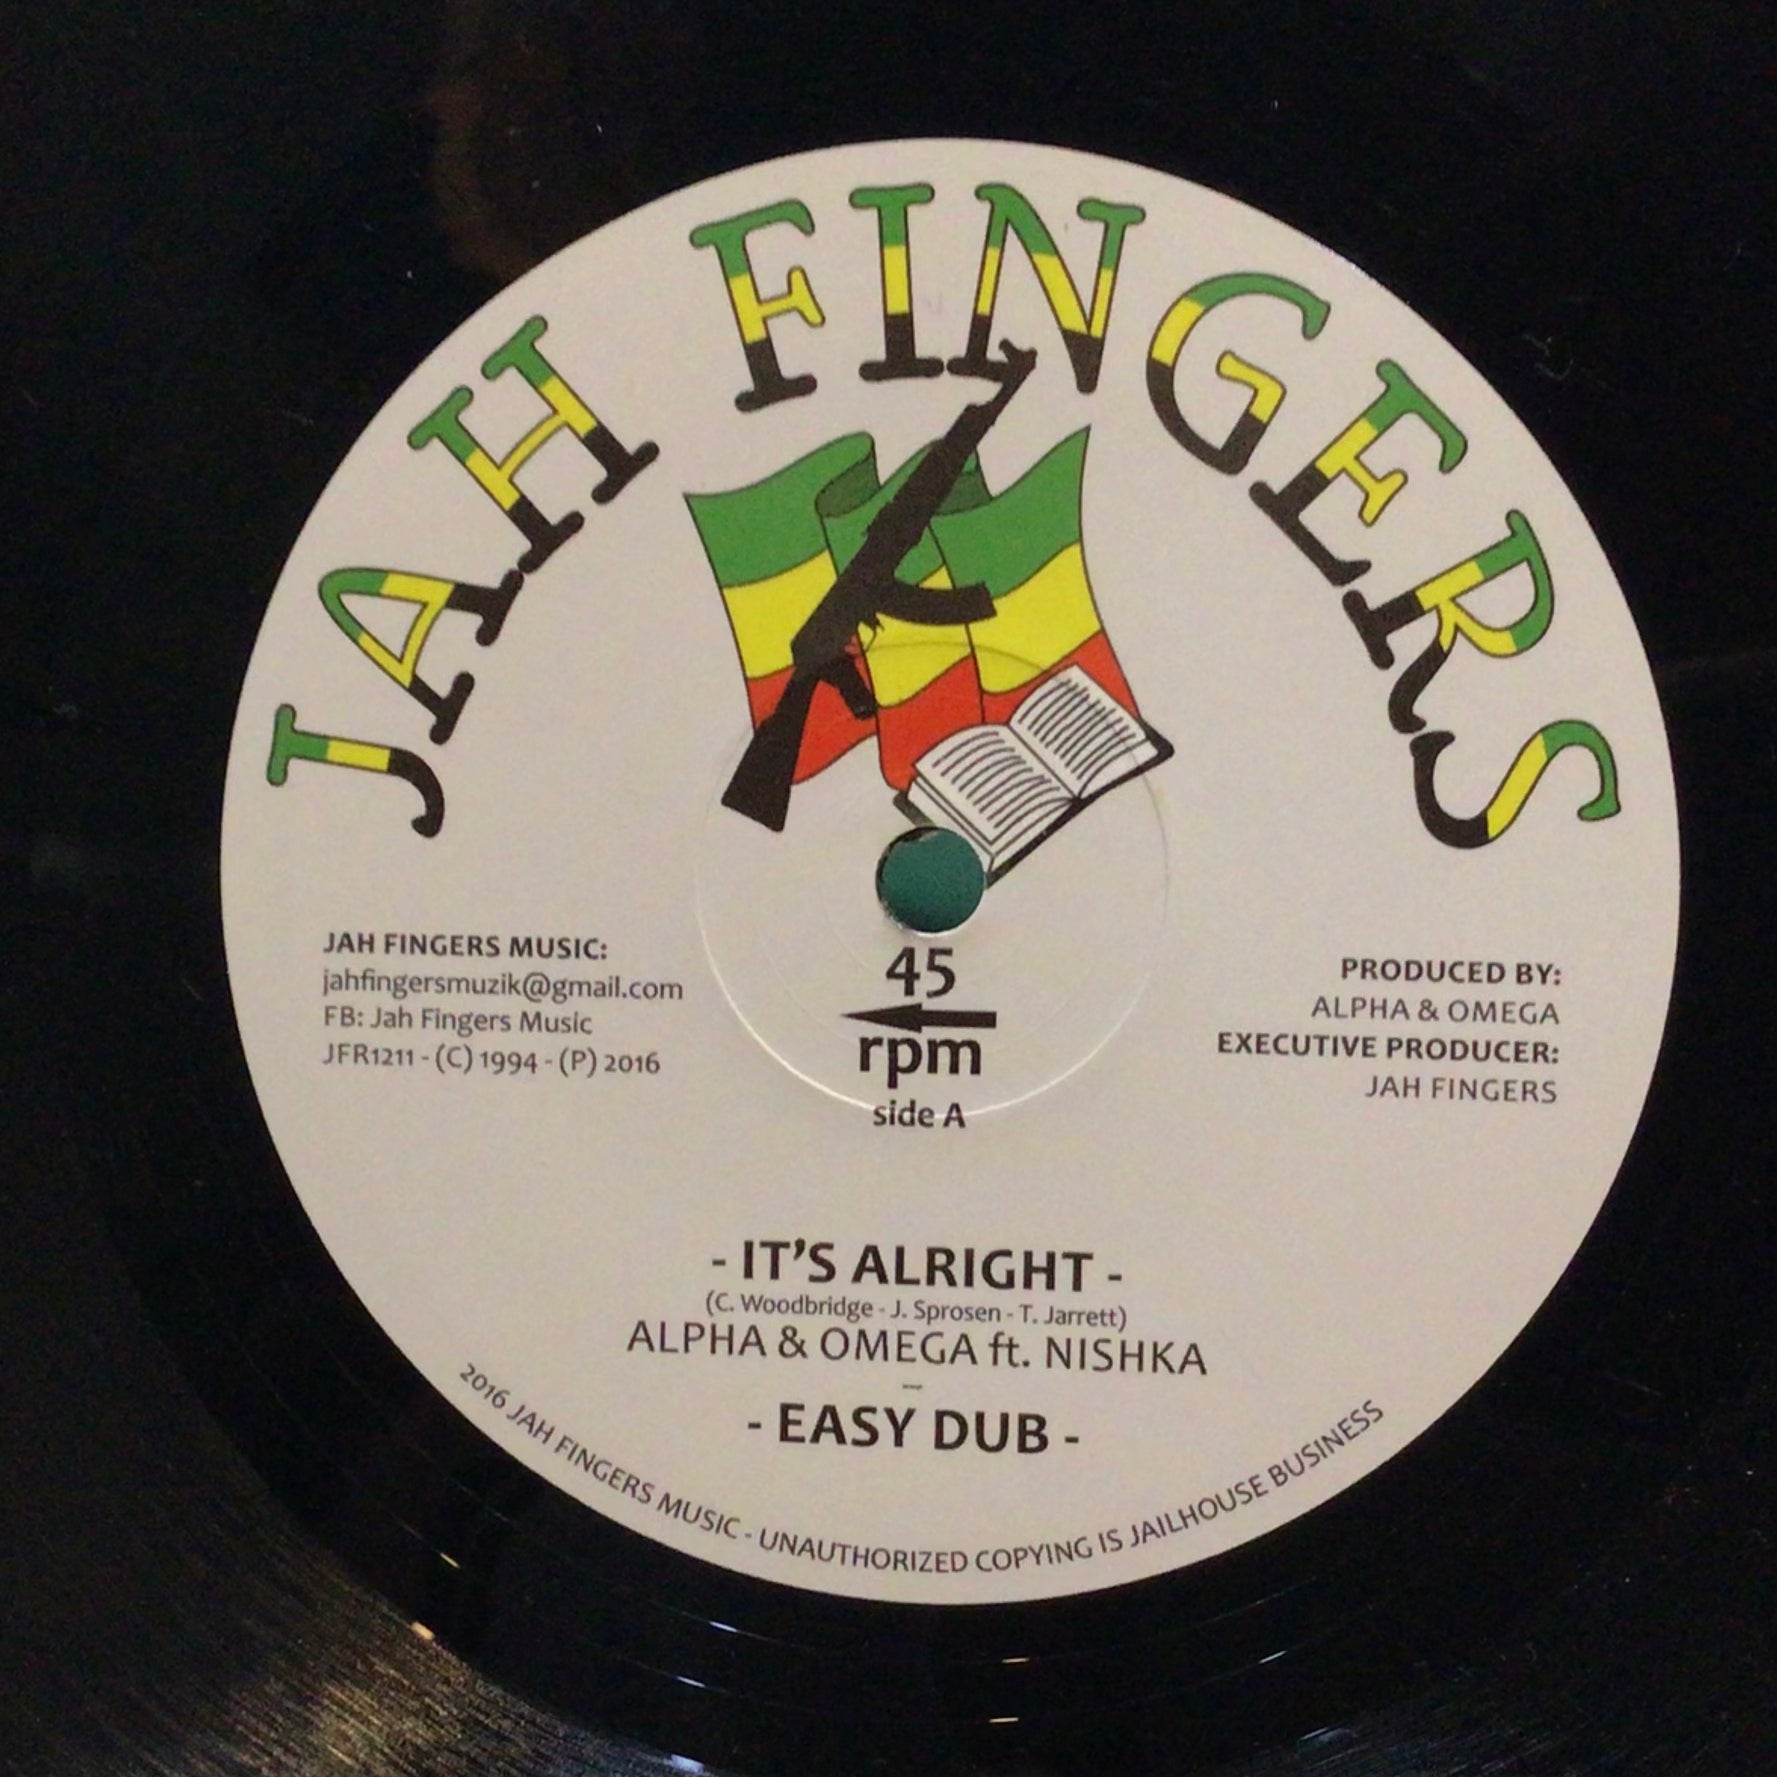 JAH FINGERS
JAH FINGERS MUSIC:
jahfingersmuzik@gmail.com
FB: Jah Fingers Music
JFR1211 - (C) 1994 - (P) 2016
45
rpm
side A
PRODUCED BY:
ALPHA & OMEGA
EXECUTIVE PRODUCER:
JAH FINGERS
- IT'S ALRIGHT -
(C. Woodbridge - J. Sprosen - T. Jarrett)
ALPHA & OMEGA ft. NISHKA
- EASY DUB -
2016 JAH FINGERS MUSIC - UNAUTHORIZED COPYING IS JAILHOUSE BUSINESS